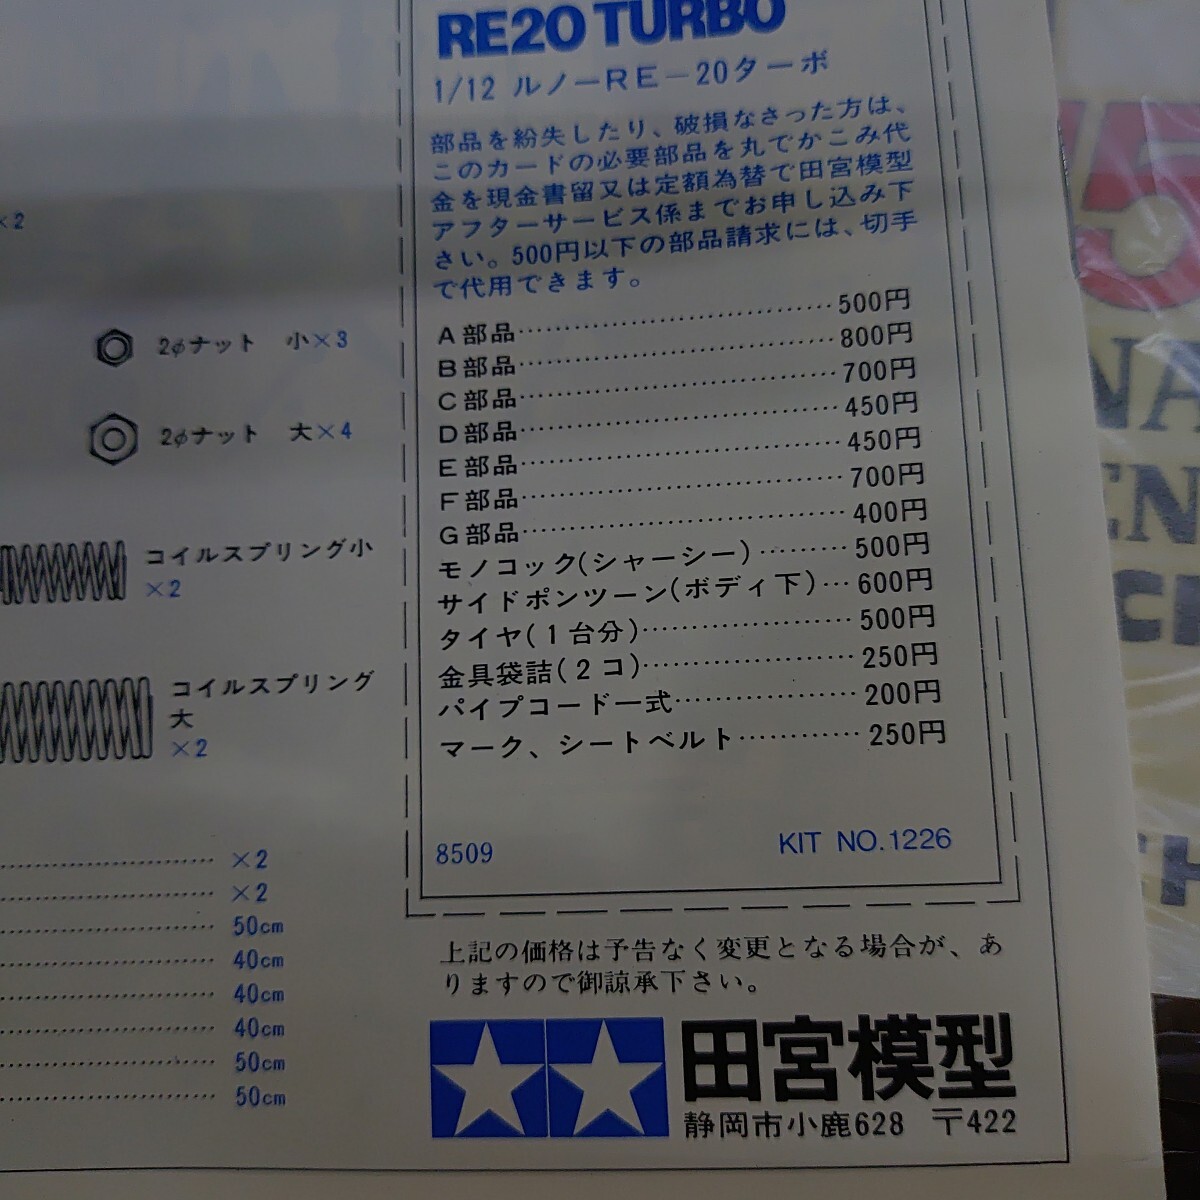 RE20 TURBO
1/12 ルノーRE-20ターボ
部品を紛失したり、破損なさった方は、
このカードの必要部品を丸でかこみ代
金を現金書留又は定額為替で田宮模型
アフターサービス係までお申し込み下
さい。500円以下の部品請求には、切手
で代用できます。
A部品……500円
B部品……800円
C部品……700円
D部品……450円
E部品……450円
F部品……700円
G部品……400円
モノコック(シャーシー)……500円
サイドポンツーン(ボディ下)…600円
タイヤ(1台分)……500円
金具袋詰(2コ)……250円
パイプコード一式……200円
マーク、シートベルト……250円
8509 KIT NO.1226
上記の価格は予告なく変更となる場合が、あ
りますので御諒承下さい。
田宮模型
静岡市小鹿628 〒422
×2
2φナット 小×3
2φナット 大×4
コイルスプリング小
×2
コイルスプリング
大
×2
×2
×2
50cm
40cm
40cm
40cm
50cm
50cm
15